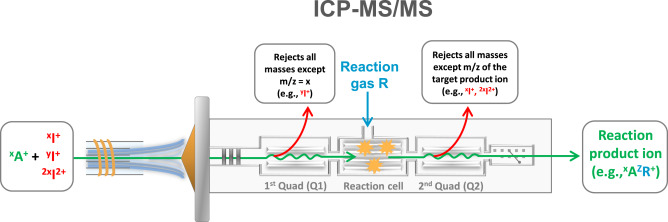 ICP-MS/MS
Rejects all
masses except
m/z = x
(e.g., ʸI⁺)
Reaction
gas R
Rejects all masses
except m/z of the
target product ion
(e.g., ˣI⁺, ²ˣI²⁺)
ˣI⁺
ˣA⁺ + ʸI⁺
²ˣI²⁺
Reaction
product ion
(e.g.,ˣAᶻR⁺)
1ˢᵗ Quad (Q1)
Reaction cell
2ⁿᵈ Quad (Q2)